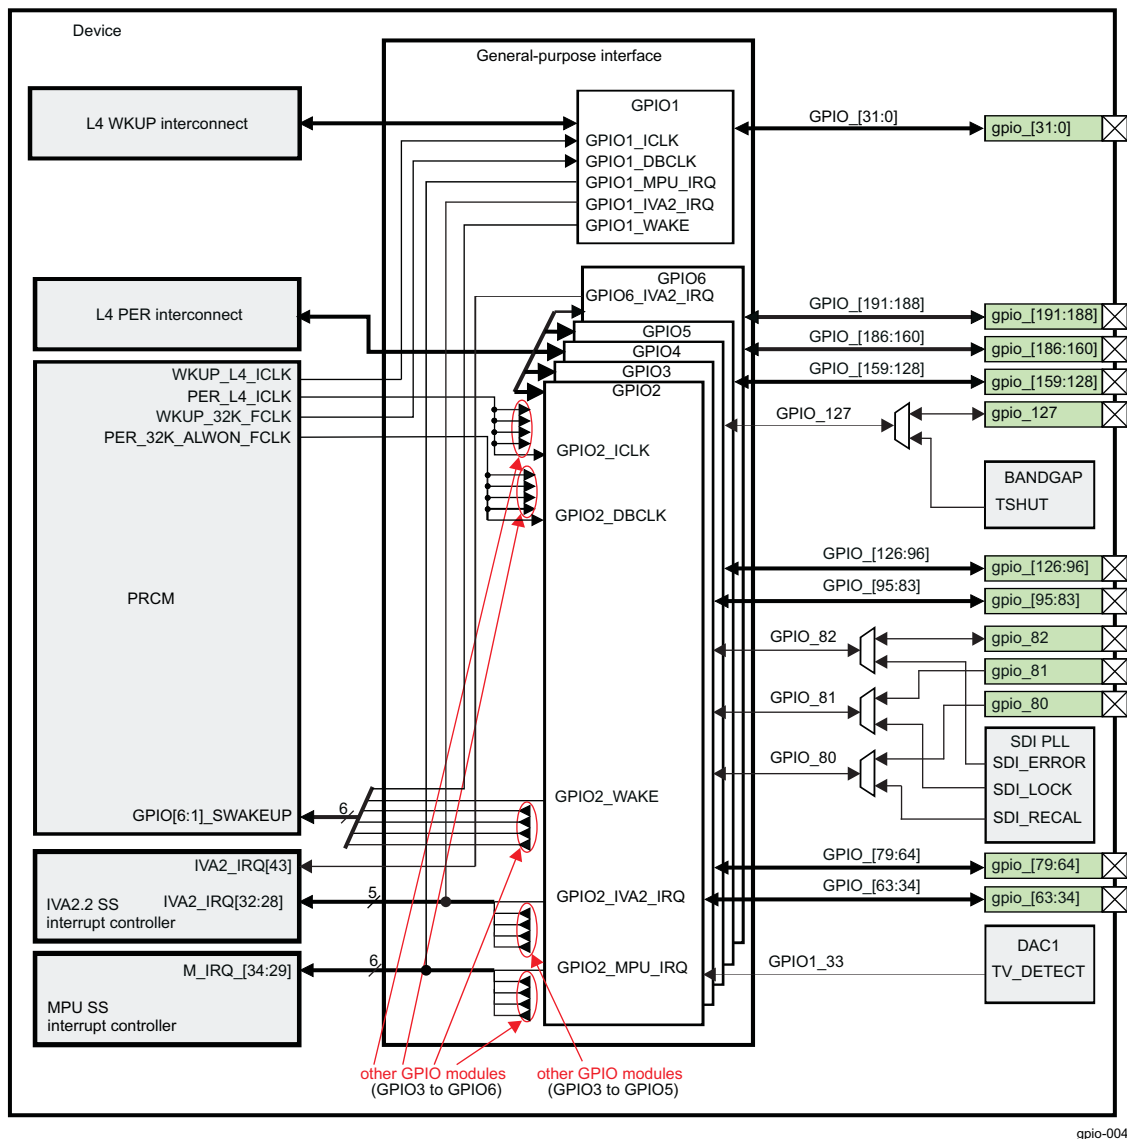 Device
General-purpose interface
L4 WKUP interconnect
GPIO1
GPIO1_ICLK
GPIO1_DBCLK
GPIO1_MPU_IRQ
GPIO1_IVA2_IRQ
GPIO1_WAKE
GPIO_[31:0]
gpio_[31:0]
L4 PER interconnect
GPIO6
GPIO6_IVA2_IRQ
GPIO5
GPIO4
GPIO3
GPIO2
GPIO_[191:188]
gpio_[191:188]
GPIO_[186:160]
gpio_[186:160]
GPIO_[159:128]
gpio_[159:128]
GPIO_127
gpio_127
WKUP_L4_ICLK
PER_L4_ICLK
WKUP_32K_FCLK
PER_32K_ALWON_FCLK
PRCM
GPIO2_ICLK
GPIO2_DBCLK
BANDGAP
TSHUT
GPIO_[126:96]
gpio_[126:96]
GPIO_[95:83]
gpio_[95:83]
GPIO_82
gpio_82
GPIO_81
gpio_81
GPIO_80
gpio_80
SDI PLL
SDI_ERROR
SDI_LOCK
SDI_RECAL
GPIO2_WAKE
GPIO[6:1]_SWAKEUP
6
GPIO_[79:64]
gpio_[79:64]
GPIO_[63:34]
gpio_[63:34]
IVA2_IRQ[43]
IVA2.2 SS
interrupt controller
IVA2_IRQ[32:28]
5
GPIO2_IVA2_IRQ
M_IRQ_[34:29]
6
GPIO2_MPU_IRQ
MPU SS
interrupt controller
GPIO1_33
DAC1
TV_DETECT
other GPIO modules
(GPIO3 to GPIO6)
other GPIO modules
(GPIO3 to GPIO5)
gpio-004